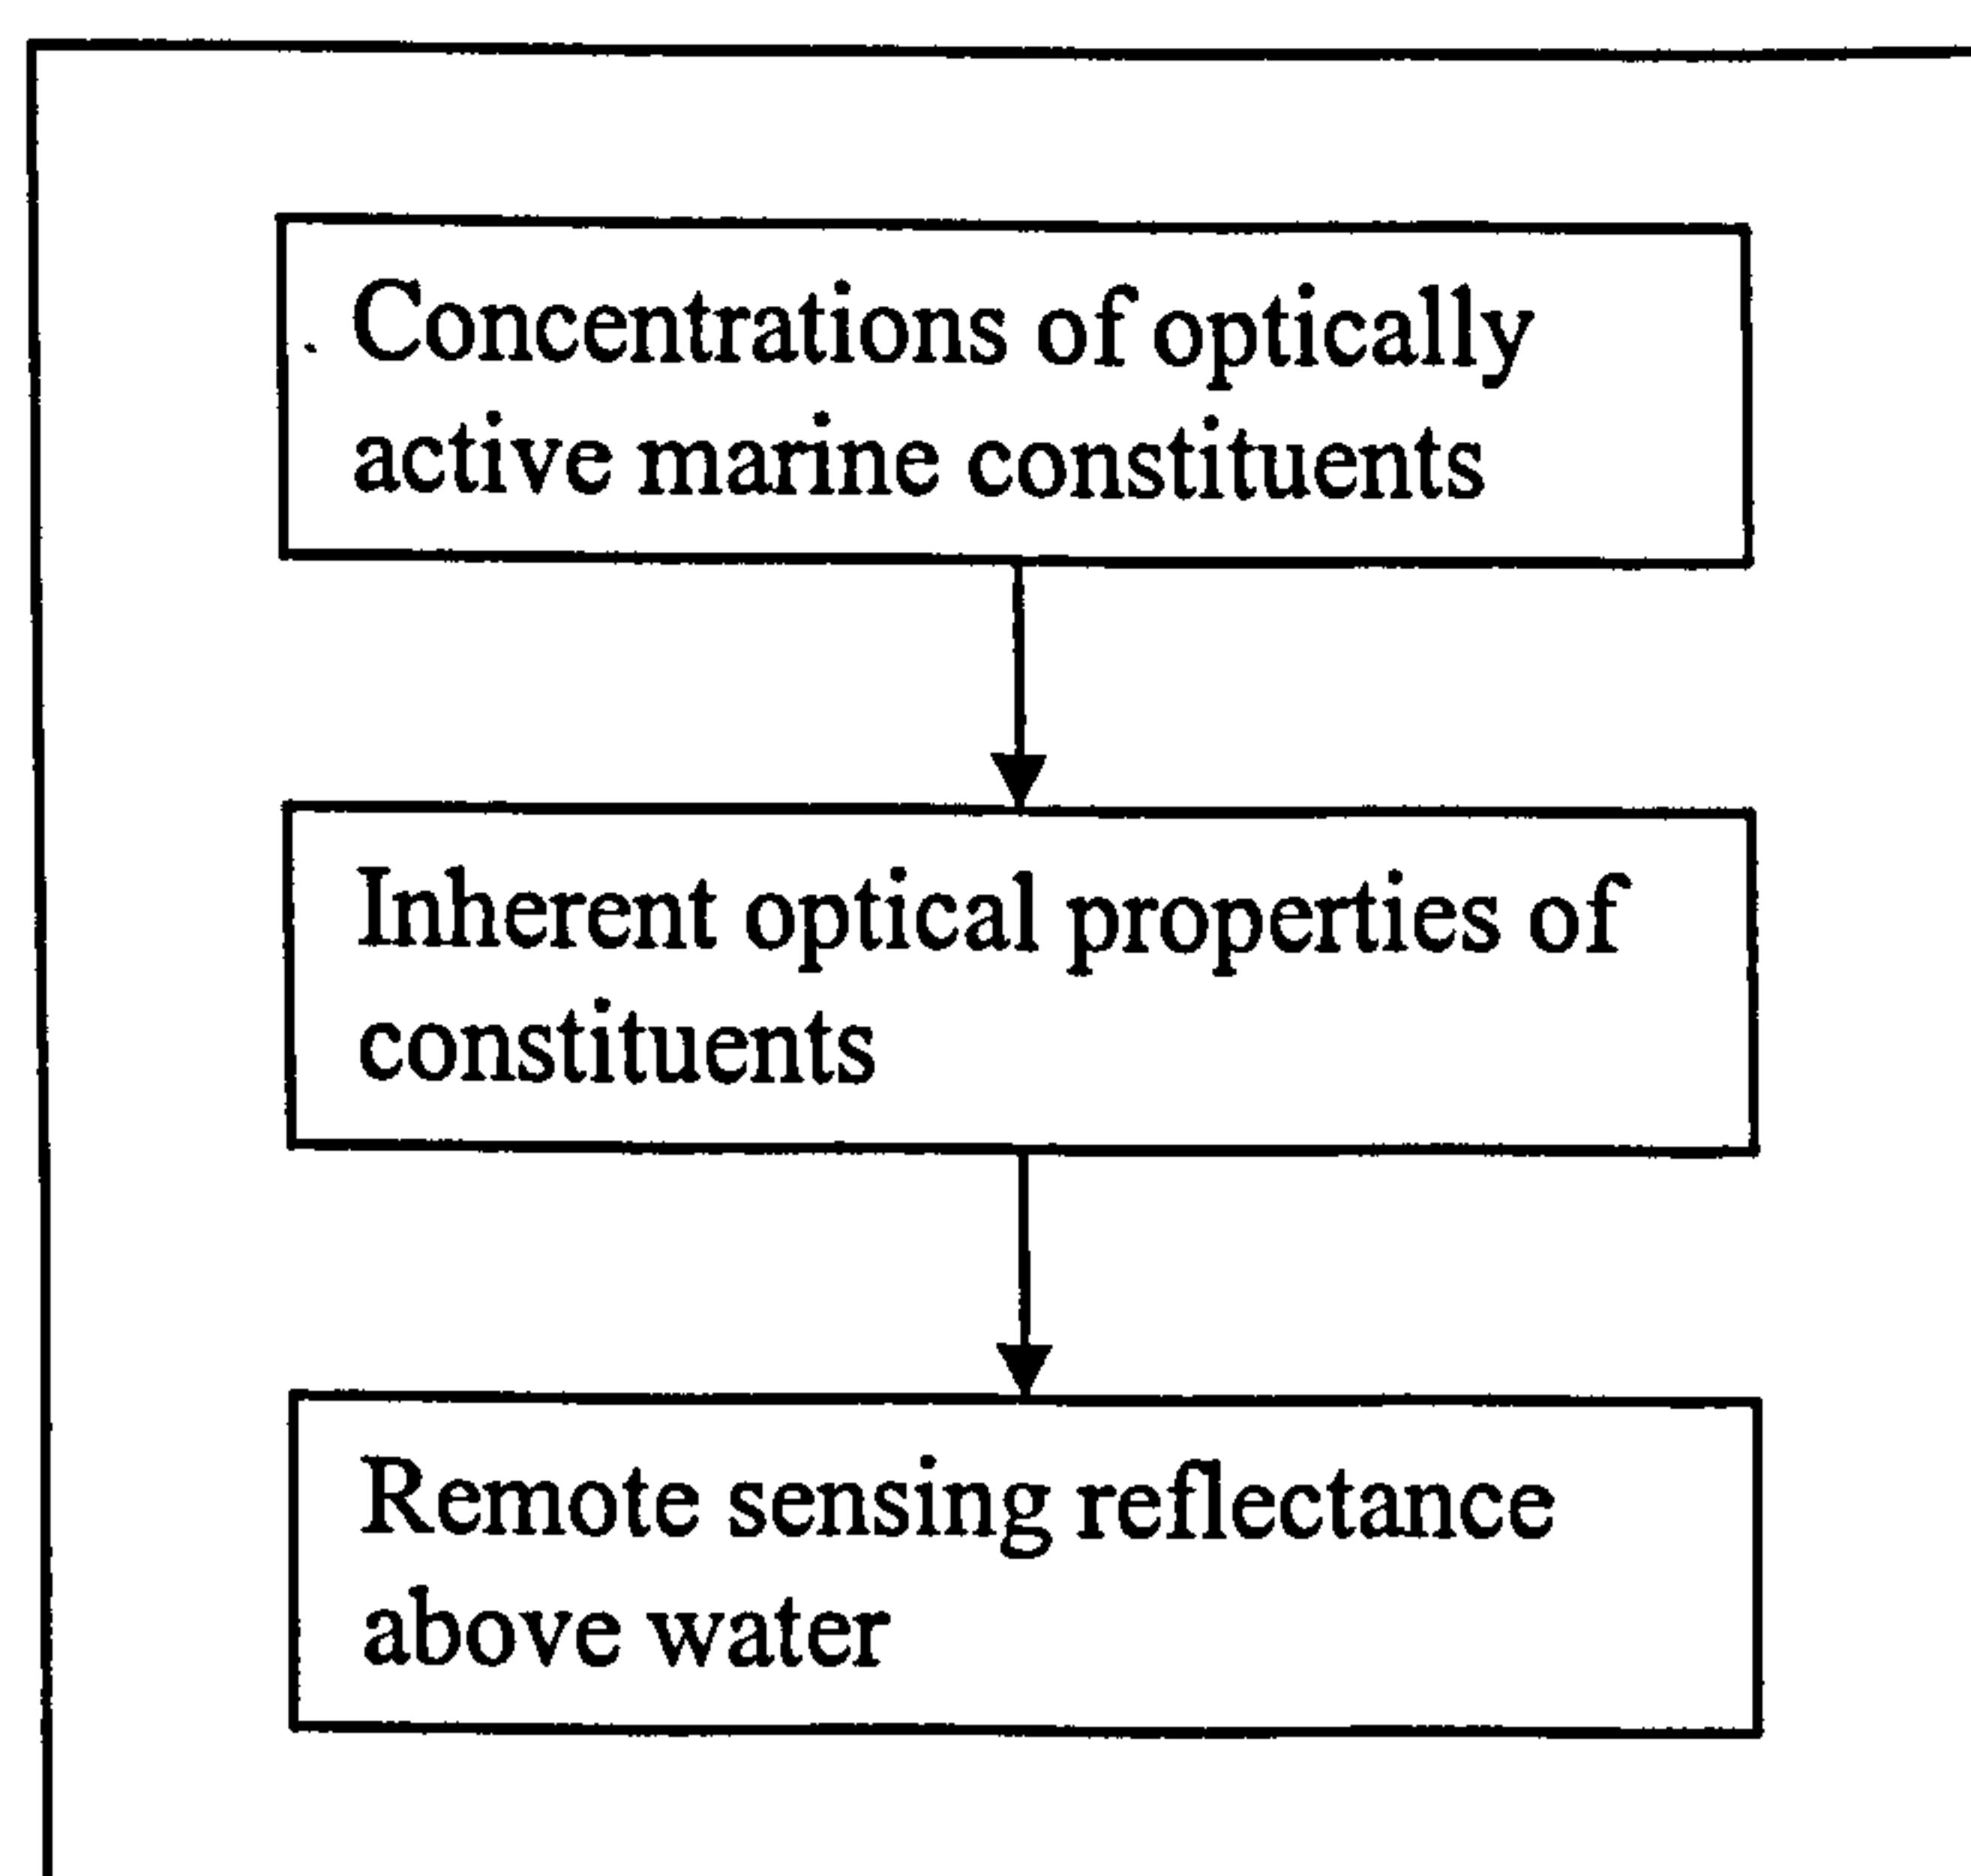 Concentrations of optically
active marine constituents
Inherent optical properties of
constituents
Remote sensing reflectance
above water